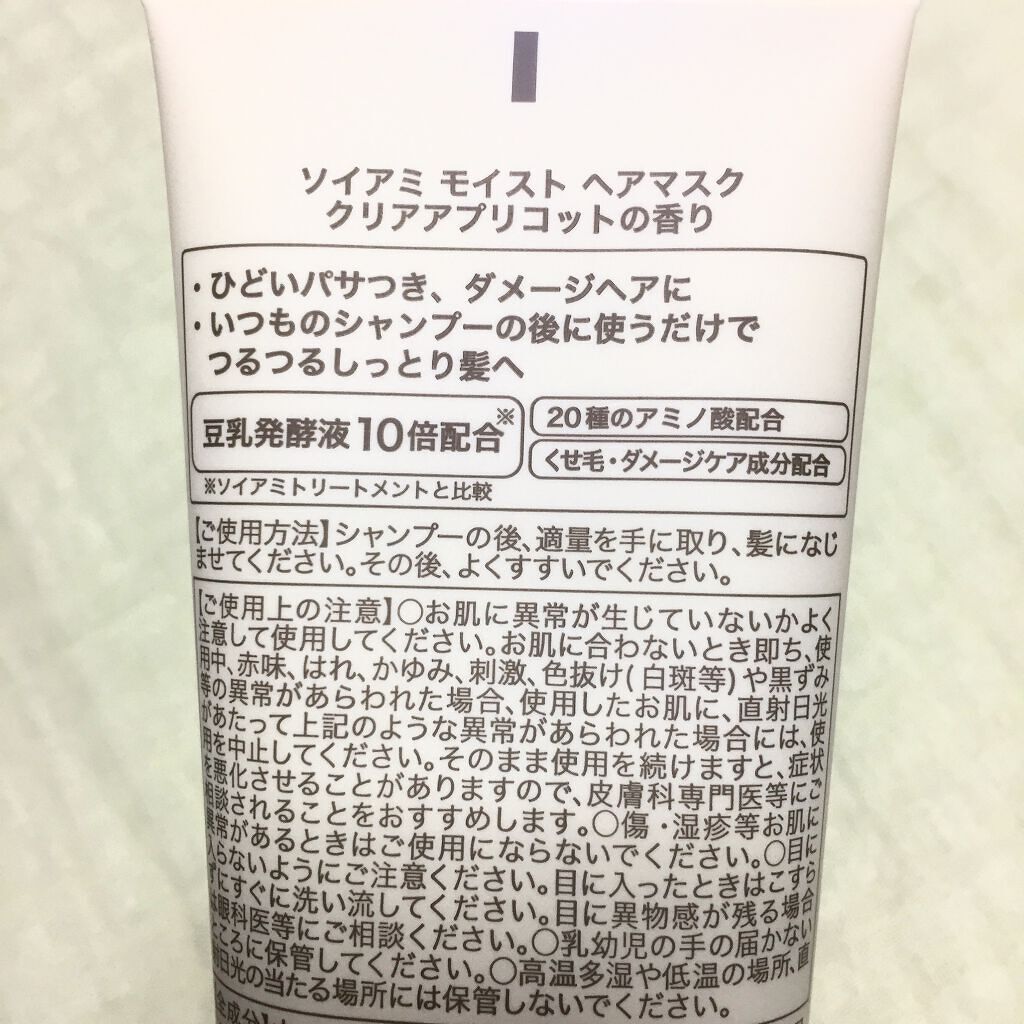 ソイアミ モイスト ヘアマスク
クリアアプリコットの香り
・ひどいパサつき、ダメージヘアに
・いつものシャンプーの後に使うだけで
つるつるしっとり髪へ
豆乳発酵液10倍配合※
20種のアミノ酸配合
くせ毛・ダメージケア成分配合
※ソイアミトリートメントと比較
【ご使用方法】シャンプーの後、適量を手に取り、髪になじ
ませてください。その後、よくすすいでください。
【ご使用上の注意】○お肌に異常が生じていないかよく
注意して使用してください。お肌に合わないとき即ち、使
用中、赤味、はれ、かゆみ、刺激、色抜け(白斑等)や黒ずみ
等の異常があらわれた場合、使用したお肌に、直射日光
があたって上記のような異常があらわれた場合には、使
用を中止してください。そのまま使用を続けますと、症状
を悪化させることがありますので、皮膚科専門医等にご
相談されることをおすすめします。○傷・湿疹等お肌に
異常があるときはご使用にならないでください。○目に
入らないようにご注意ください。目に入ったときはこすら
ずにすぐに洗い流してください。目に異物感が残る場合
は眼科医等にご相談ください。○乳幼児の手の届かない
ところに保管してください。○高温多湿や低温の場所、直
射日光の当たる場所には保管しないでください。
全成分